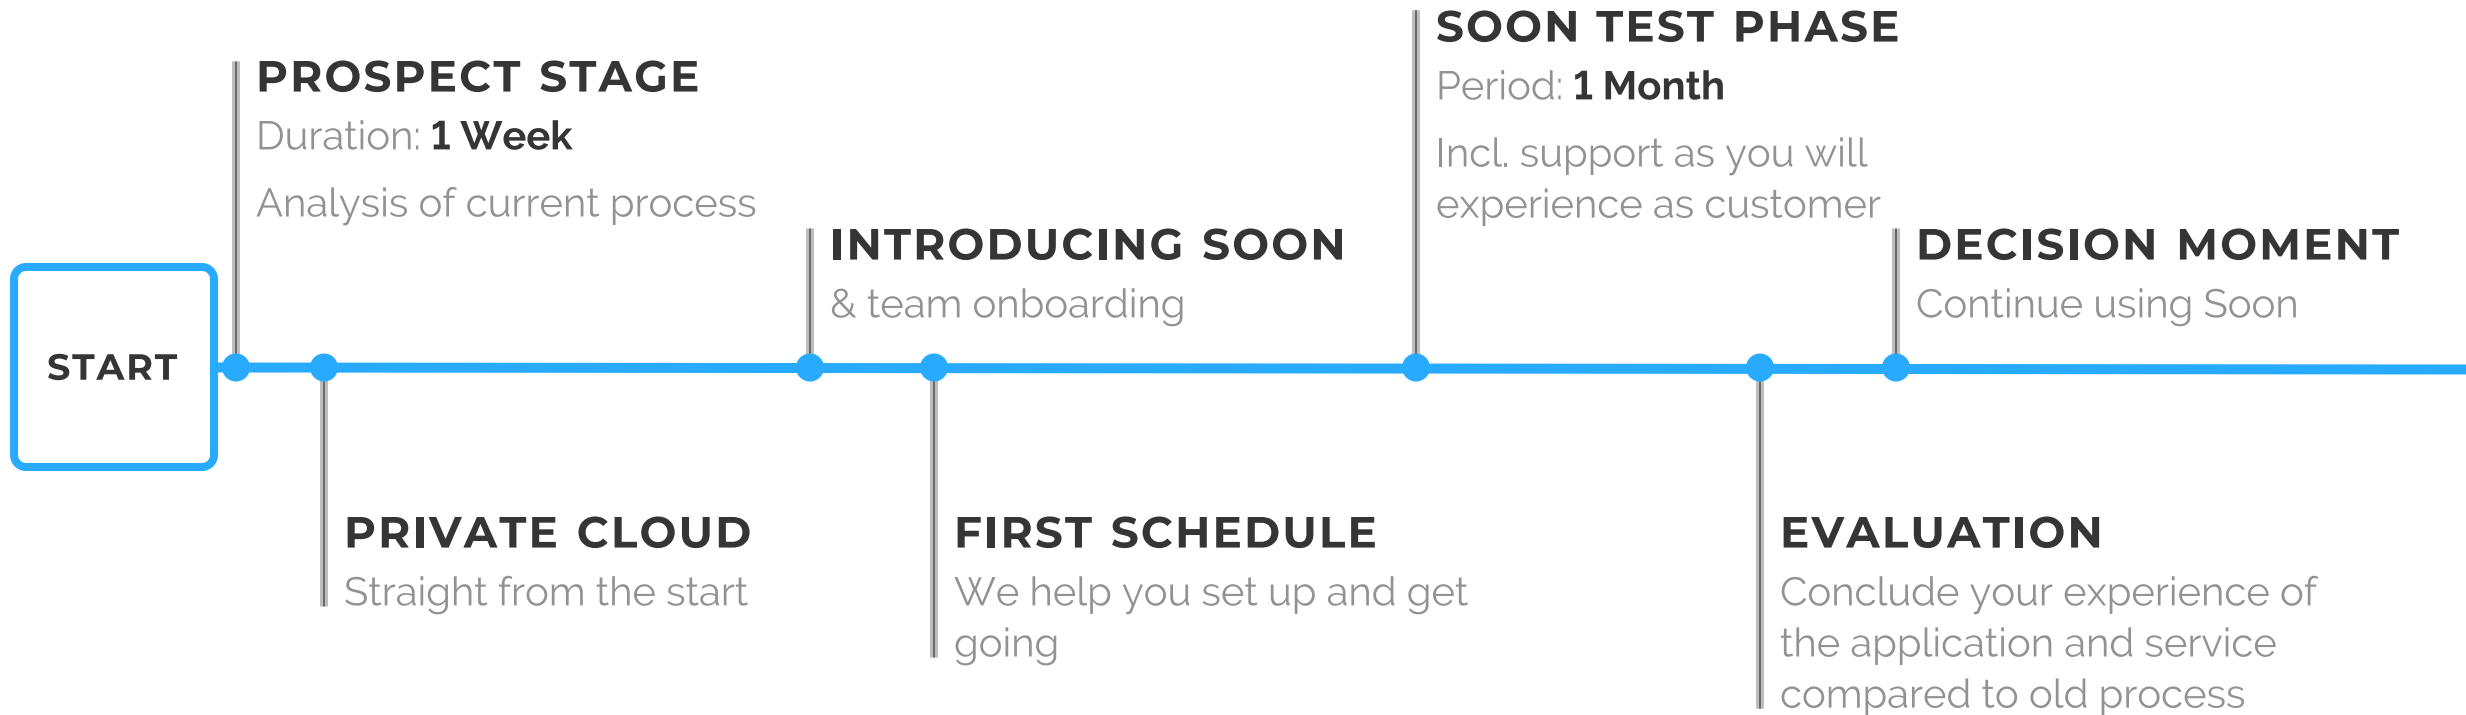 START
PROSPECT STAGE
Duration: 1 Week
Analysis of current process
PRIVATE CLOUD
Straight from the start
INTRODUCING SOON
& team onboarding
FIRST SCHEDULE
We help you set up and get
going
SOON TEST PHASE
Period: 1 Month
Incl. support as you will
experience as customer
EVALUATION
Conclude your experience of
the application and service
compared to old process
DECISION MOMENT
Continue using Soon